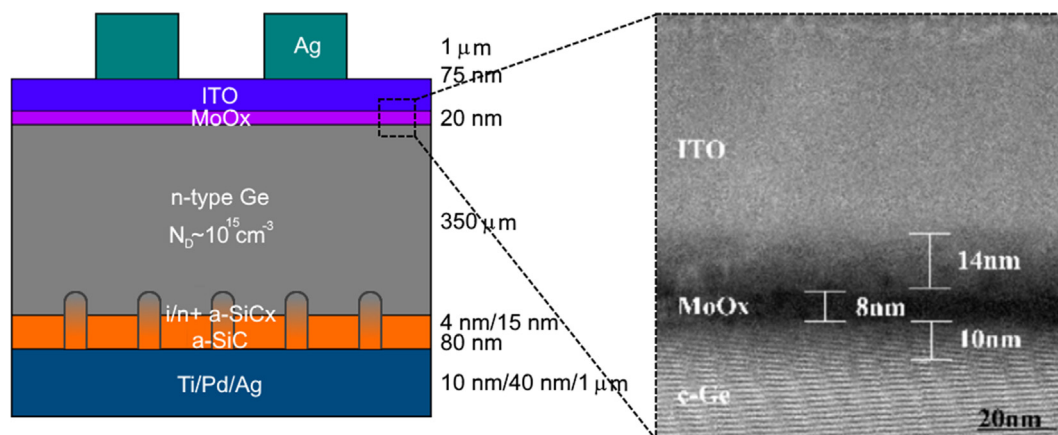 Ag
1 μm
75 nm
ITO
MoOx
20 nm
n-type Ge
N_D~10^15 cm^-3
350 μm
i/n+ a-SiCx
4 nm/15 nm
a-SiC
80 nm
Ti/Pd/Ag
10 nm/40 nm/1 μm
ITO
14nm
MoOx
8nm
10nm
c-Ge
20nm